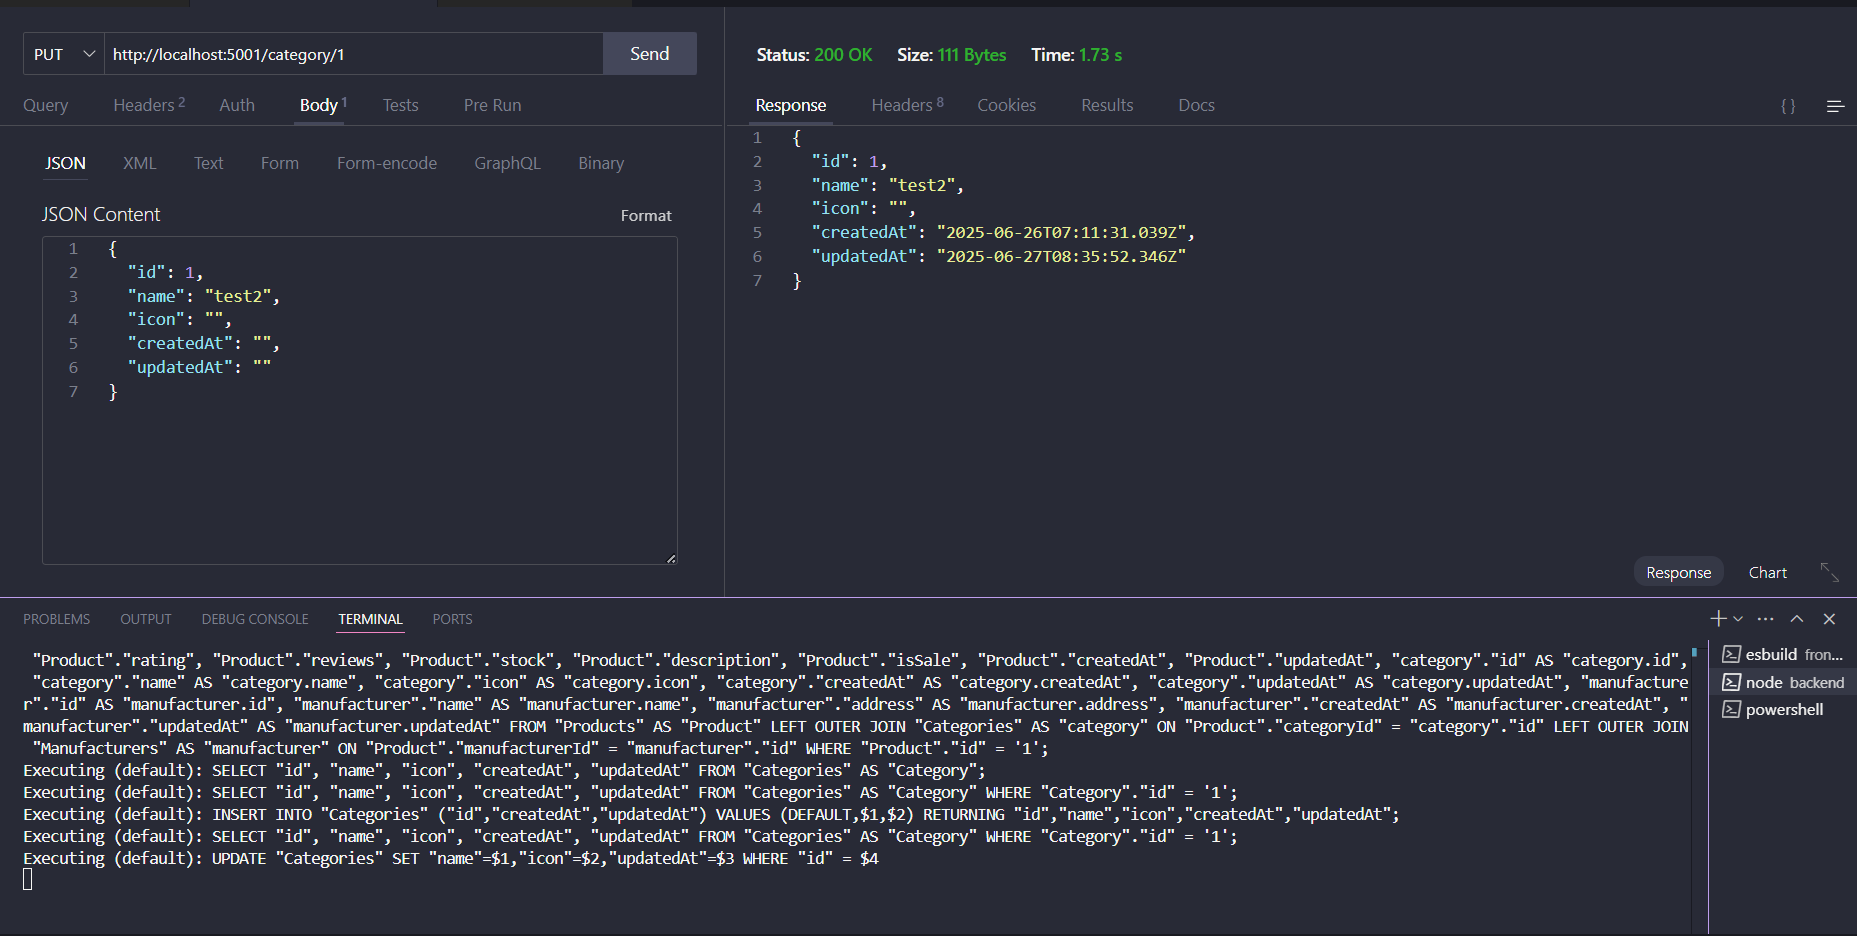 PUT http://localhost:5001/category/1 Send
Query Headers 2 Auth Body 1 Tests Pre Run
JSON XML Text Form Form-encode GraphQL Binary
JSON Content Format
1 {
2 "id": 1,
3 "name": "test2",
4 "icon": "",
5 "createdAt": "",
6 "updatedAt": ""
7 }
Status: 200 OK Size: 111 Bytes Time: 1.73 s
Response Headers 8 Cookies Results Docs { }
1 {
2 "id": 1,
3 "name": "test2",
4 "icon": "",
5 "createdAt": "2025-06-26T07:11:31.039Z",
6 "updatedAt": "2025-06-27T08:35:52.346Z"
7 }
Response Chart
PROBLEMS OUTPUT DEBUG CONSOLE TERMINAL PORTS
"Product"."rating", "Product"."reviews", "Product"."stock", "Product"."description", "Product"."isSale", "Product"."createdAt", "Product"."updatedAt", "category"."id" AS "category.id",
"category"."name" AS "category.name", "category"."icon" AS "category.icon", "category"."createdAt" AS "category.createdAt", "category"."updatedAt" AS "category.updatedAt", "manufacture
r"."id" AS "manufacturer.id", "manufacturer"."name" AS "manufacturer.name", "manufacturer"."address" AS "manufacturer.address", "manufacturer"."createdAt" AS "manufacturer.createdAt", "
manufacturer"."updatedAt" AS "manufacturer.updatedAt" FROM "Products" AS "Product" LEFT OUTER JOIN "Categories" AS "category" ON "Product"."categoryId" = "category"."id" LEFT OUTER JOIN
"Manufacturers" AS "manufacturer" ON "Product"."manufacturerId" = "manufacturer"."id" WHERE "Product"."id" = '1';
Executing (default): SELECT "id", "name", "icon", "createdAt", "updatedAt" FROM "Categories" AS "Category";
Executing (default): SELECT "id", "name", "icon", "createdAt", "updatedAt" FROM "Categories" AS "Category" WHERE "Category"."id" = '1';
Executing (default): INSERT INTO "Categories" ("id","createdAt","updatedAt") VALUES (DEFAULT,$1,$2) RETURNING "id","name","icon","createdAt","updatedAt";
Executing (default): SELECT "id", "name", "icon", "createdAt", "updatedAt" FROM "Categories" AS "Category" WHERE "Category"."id" = '1';
Executing (default): UPDATE "Categories" SET "name"=$1,"icon"=$2,"updatedAt"=$3 WHERE "id" = $4
esbuild fron...
node backend
powershell